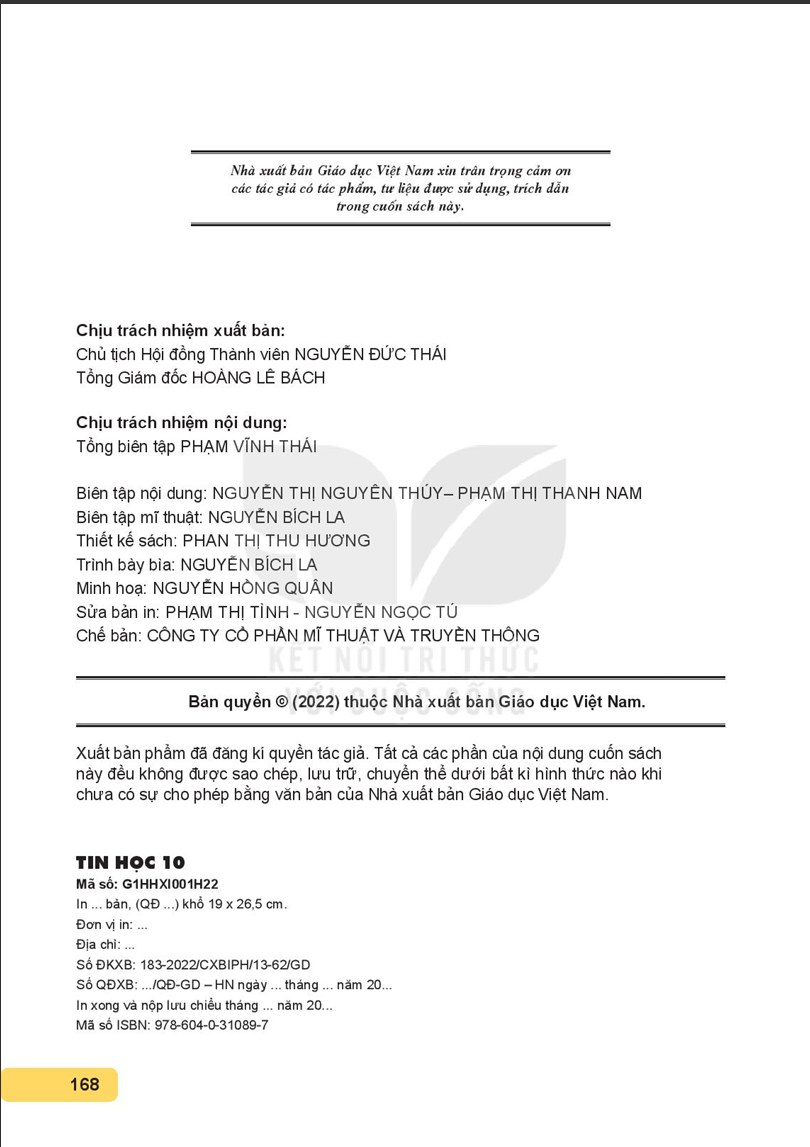 Nhà xuất bản Giáo dục Việt Nam xin trân trọng cảm ơn
các tác giả có tác phẩm, tư liệu được sử dụng, trích dẫn
trong cuốn sách này.
Chịu trách nhiệm xuất bản:
Chủ tịch Hội đồng Thành viên NGUYỄN ĐỨC THÁI
Tổng Giám đốc HOÀNG LÊ BÁCH
Chịu trách nhiệm nội dung:
Tổng biên tập PHẠM VĨNH THÁI
Biên tập nội dung: NGUYỄN THỊ NGUYÊN THÚY– PHẠM THỊ THANH NAM
Biên tập mĩ thuật: NGUYỄN BÍCH LA
Thiết kế sách: PHAN THỊ THU HƯƠNG
Trình bày bìa: NGUYỄN BÍCH LA
Minh hoạ: NGUYỄN HỒNG QUÂN
Sửa bản in: PHẠM THỊ TÌNH - NGUYỄN NGỌC TÚ
Chế bản: CÔNG TY CỔ PHẦN MĨ THUẬT VÀ TRUYỀN THÔNG
KẾT NỐI TRI THỨC
VỚI CUỘC SỐNG
Bản quyền © (2022) thuộc Nhà xuất bản Giáo dục Việt Nam.
Xuất bản phẩm đã đăng kí quyền tác giả. Tất cả các phần của nội dung cuốn sách
này đều không được sao chép, lưu trữ, chuyển thể dưới bất kì hình thức nào khi
chưa có sự cho phép bằng văn bản của Nhà xuất bản Giáo dục Việt Nam.
TIN HỌC 10
Mã số: G1HHXI001H22
In ... bản, (QĐ ...) khổ 19 x 26,5 cm.
Đơn vị in: ...
Địa chỉ: ...
Số ĐKXB: 183-2022/CXBIPH/13-62/GD
Số QĐXB: .../QĐ-GD – HN ngày ... tháng ... năm 20...
In xong và nộp lưu chiểu tháng ... năm 20...
Mã số ISBN: 978-604-0-31089-7
168